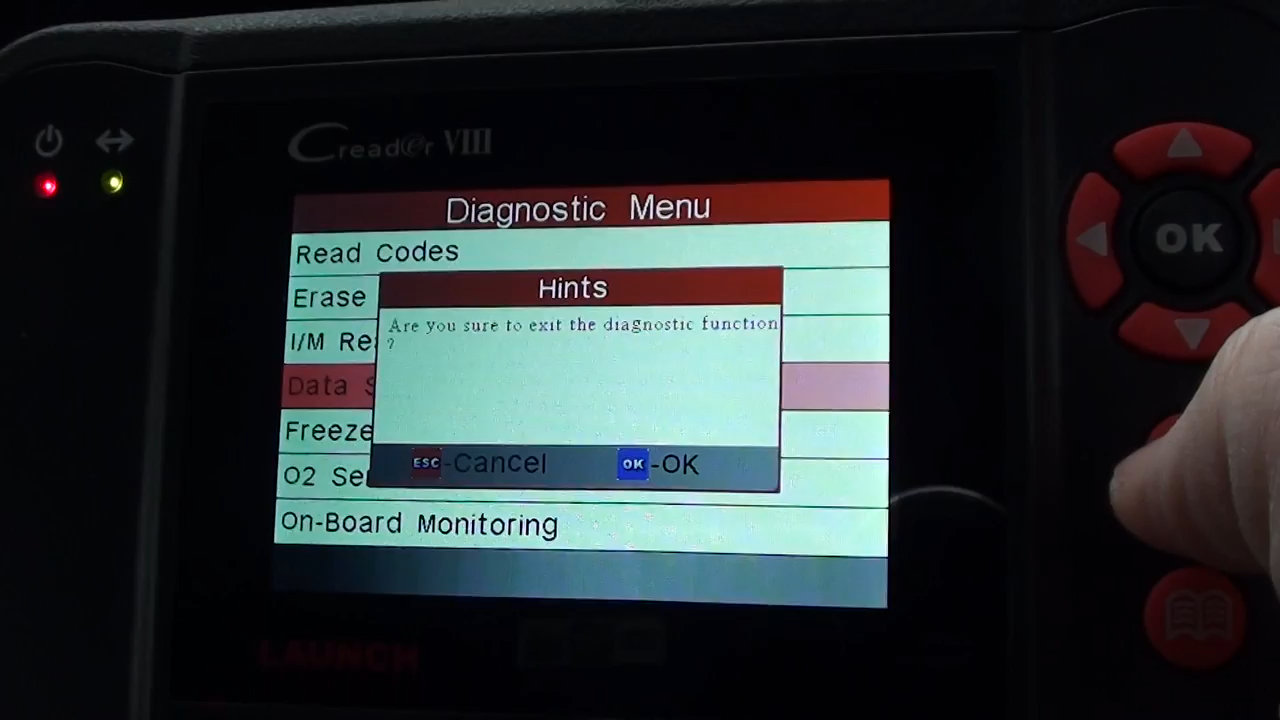 Creader VIII
Diagnostic Menu
Read Codes
Hints
Erase
Are you sure to exit the diagnostic function
?
I/M Re
Data S
Freeze
ESC-Cancel OK-OK
O2 Se
On-Board Monitoring
OK
LAUNCH